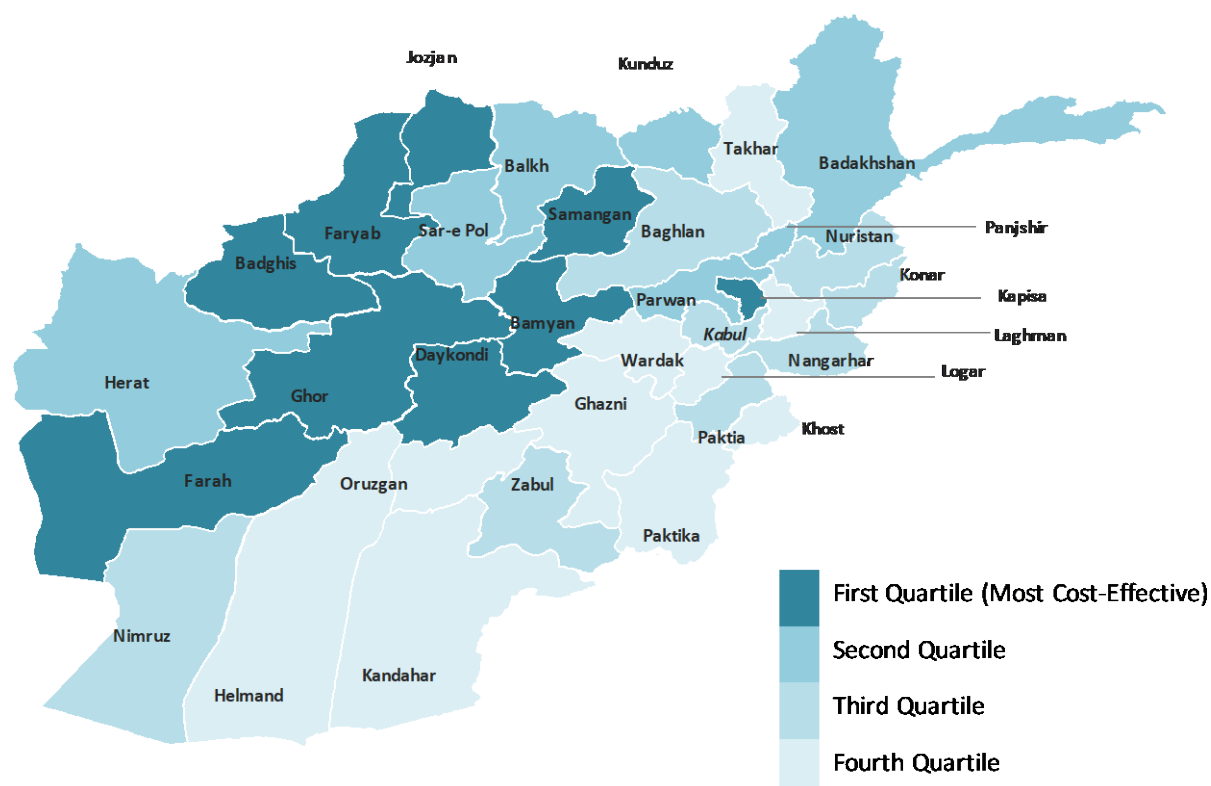 Jozjan
Kunduz
Takhar
Balkh
Badakhshan
Samangan
Faryab
Sar-e Pol
Baghlan
Panjshir
Nuristan
Badghis
Konar
Parwan
Kapisa
Bamyan
Kabul
Laghman
Daykondi
Wardak
Nangarhar
Logar
Herat
Ghor
Ghazni
Khost
Paktia
Farah
Oruzgan
Zabul
Paktika
First Quartile (Most Cost-Effective)
Nimruz
Second Quartile
Kandahar
Helmand
Third Quartile
Fourth Quartile